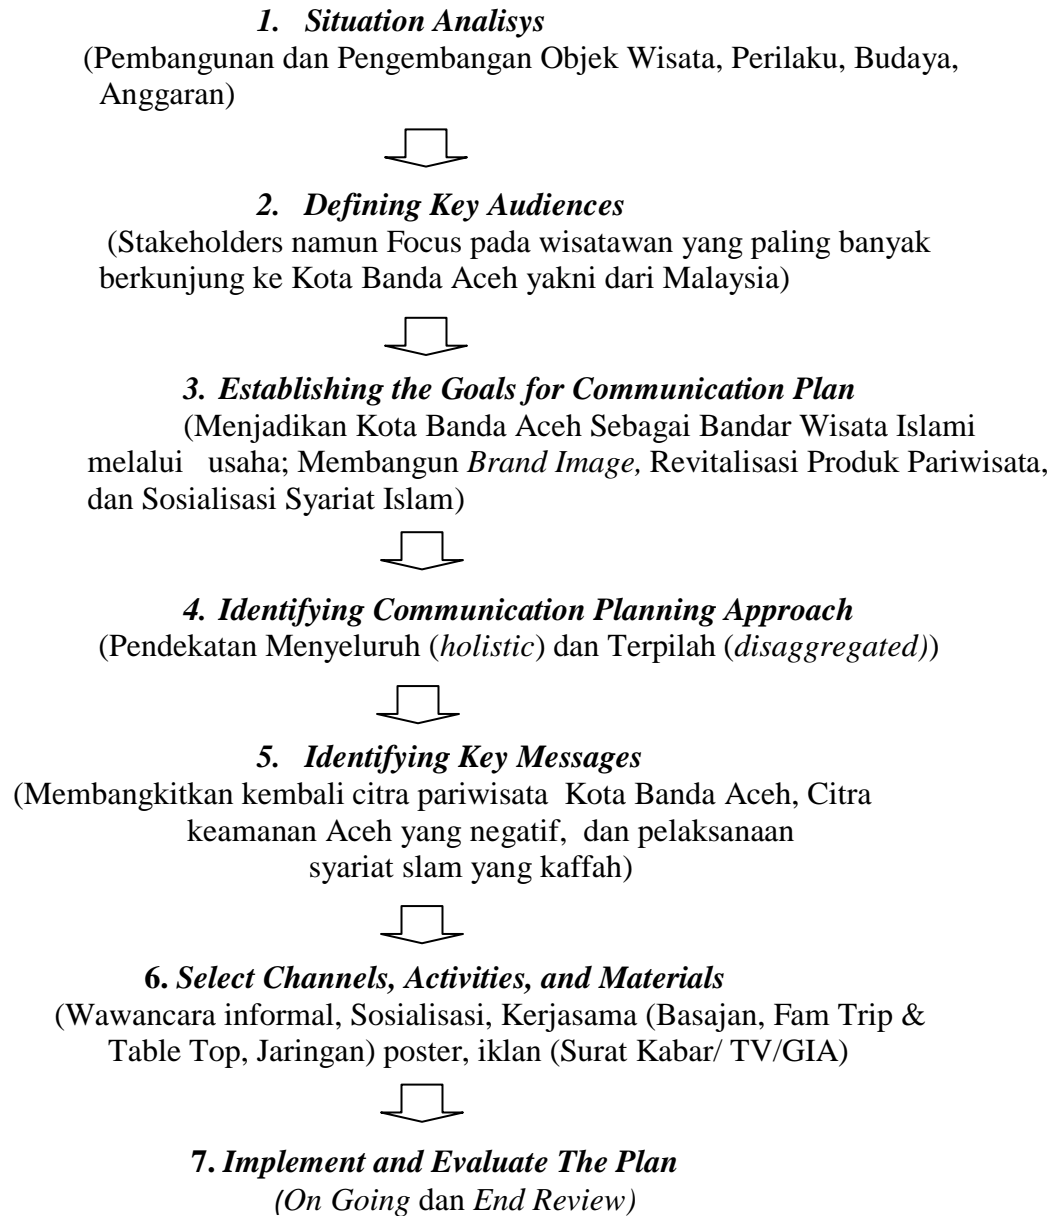 1. Situation Analisys
(Pembangunan dan Pengembangan Objek Wisata, Perilaku, Budaya,
Anggaran)
2. Defining Key Audiences
(Stakeholders namun Focus pada wisatawan yang paling banyak
berkunjung ke Kota Banda Aceh yakni dari Malaysia)
3. Establishing the Goals for Communication Plan
(Menjadikan Kota Banda Aceh Sebagai Bandar Wisata Islami
melalui usaha; Membangun Brand Image, Revitalisasi Produk Pariwisata,
dan Sosialisasi Syariat Islam)
4. Identifying Communication Planning Approach
(Pendekatan Menyeluruh (holistic) dan Terpilah (disaggregated))
5. Identifying Key Messages
(Membangkitkan kembali citra pariwisata Kota Banda Aceh, Citra
keamanan Aceh yang negatif, dan pelaksanaan
syariat slam yang kaffah)
6. Select Channels, Activities, and Materials
(Wawancara informal, Sosialisasi, Kerjasama (Basajan, Fam Trip &
Table Top, Jaringan) poster, iklan (Surat Kabar/ TV/GIA)
7. Implement and Evaluate The Plan
(On Going dan End Review)